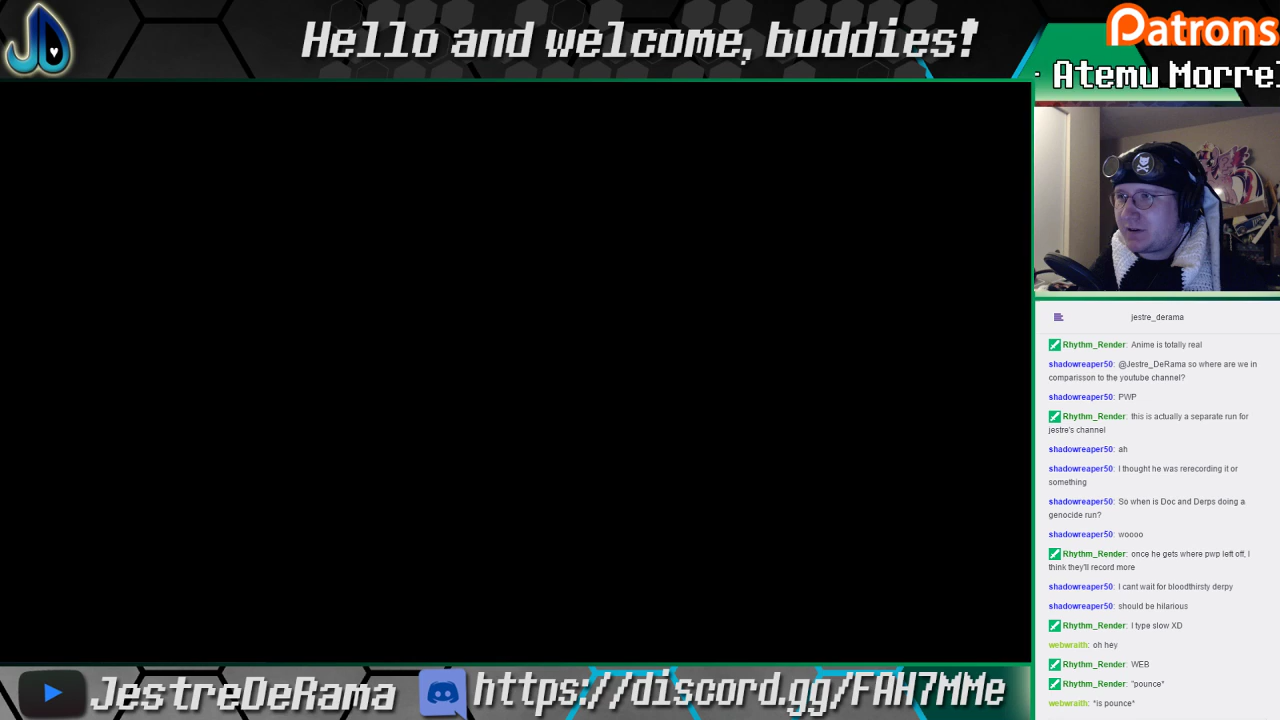 JD
Hello and welcome, buddies!
Patrons
- Atemu Morrel
jestre_derama
Rhythm_Render: Anime is totally real
shadowreaper50: @Jestre_DeRama so where are we in
comparisson to the youtube channel?
shadowreaper50: PWP
Rhythm_Render: this is actually a separate run for
jestre's channel
shadowreaper50: ah
shadowreaper50: I thought he was rerecording it or
something
shadowreaper50: So when is Doc and Derps doing a
genocide run?
shadowreaper50: woooo
Rhythm_Render: once he gets where pwp left off, I
think they'll record more
shadowreaper50: I cant wait for bloodthirsty derpy
shadowreaper50: should be hilarious
Rhythm_Render: I type slow XD
webwraith: oh hey
Rhythm_Render: WEB
Rhythm_Render: *pounce*
webwraith: *is pounce*
JestreDeRama
https://discord.gg/FAH7MMe